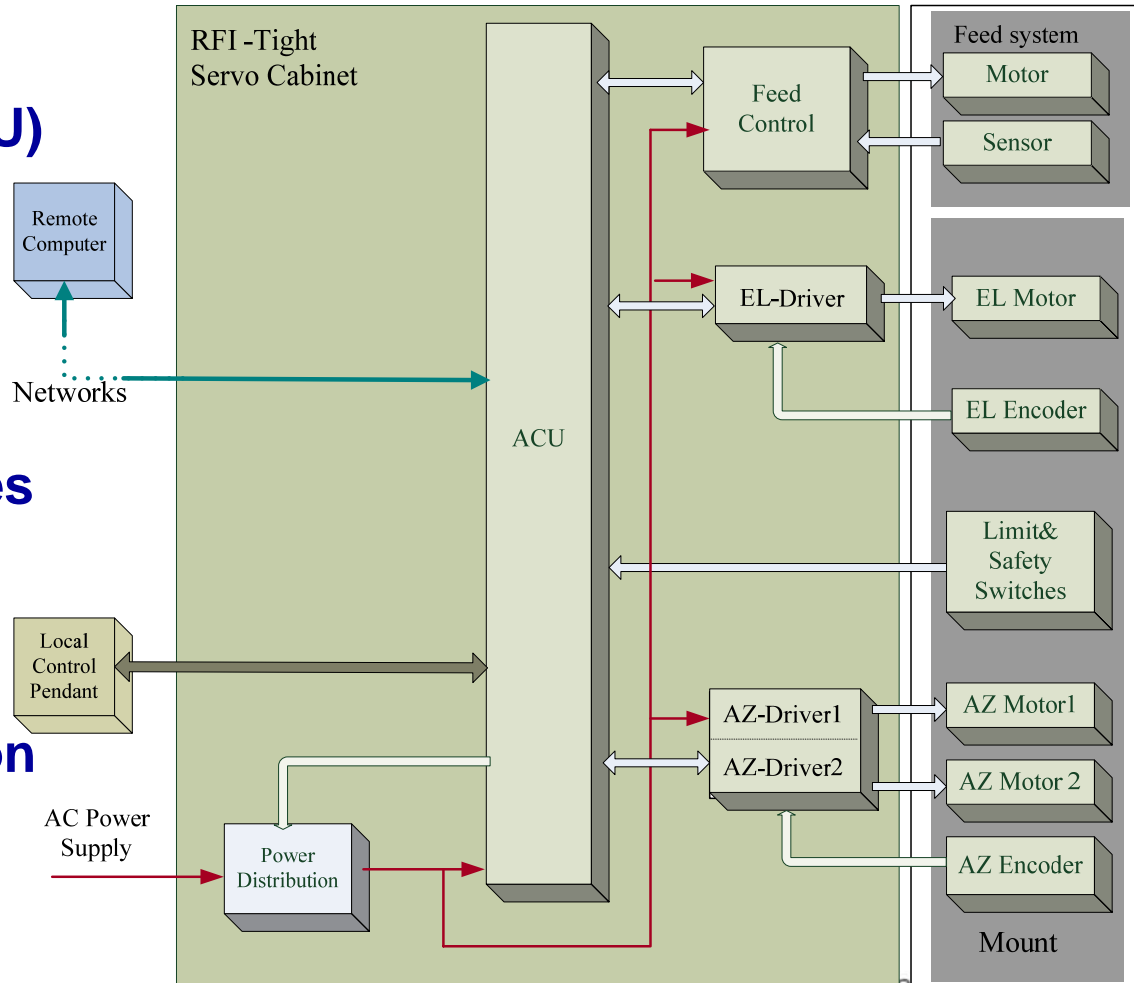 RFI -Tight
Servo Cabinet
U)
es
on
Remote
Computer
Networks
Local
Control
Pendant
AC Power
Supply
Power
Distribution
ACU
Feed
Control
EL-Driver
AZ-Driver1
AZ-Driver2
Feed system
Motor
Sensor
EL Motor
EL Encoder
Limit&
Safety
Switches
AZ Motor1
AZ Motor 2
AZ Encoder
Mount